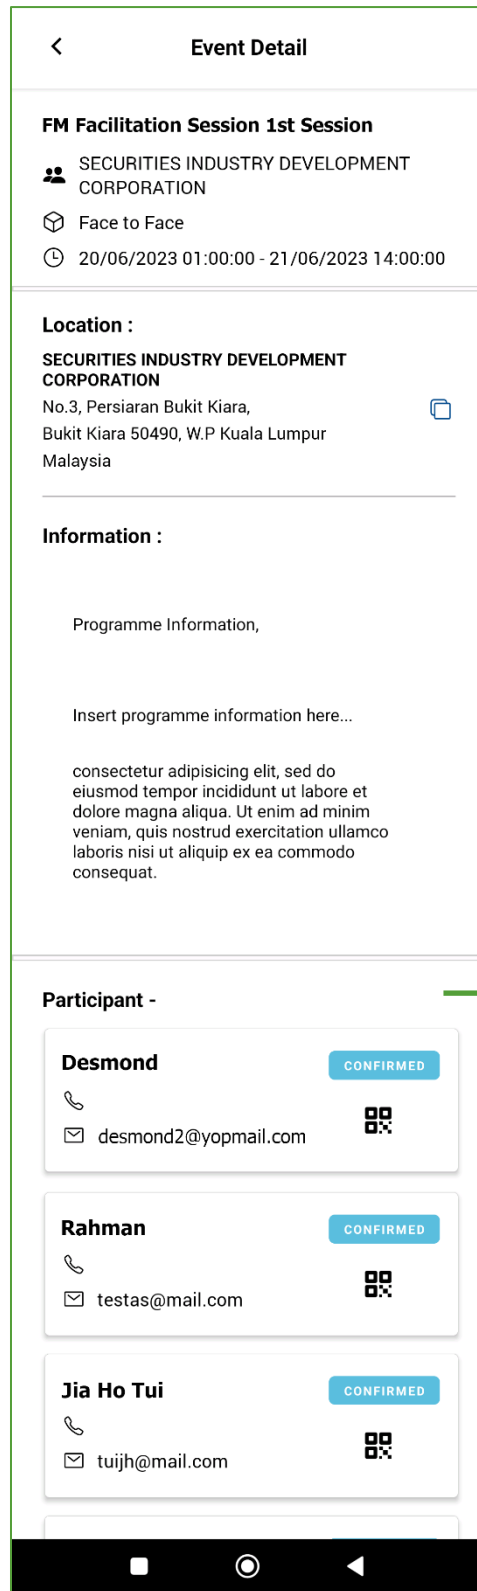 Event Detail
FM Facilitation Session 1st Session
SECURITIES INDUSTRY DEVELOPMENT
CORPORATION
Face to Face
20/06/2023 01:00:00 - 21/06/2023 14:00:00
Location :
SECURITIES INDUSTRY DEVELOPMENT
CORPORATION
No.3, Persiaran Bukit Kiara,
Bukit Kiara 50490, W.P Kuala Lumpur
Malaysia
Information :
Programme Information,
Insert programme information here...
consectetur adipisicing elit, sed do
eiusmod tempor incididunt ut labore et
dolore magna aliqua. Ut enim ad minim
veniam, quis nostrud exercitation ullamco
laboris nisi ut aliquip ex ea commodo
consequat.
Participant -
Desmond
CONFIRMED
desmond2@yopmail.com
Rahman
CONFIRMED
testas@mail.com
Jia Ho Tui
CONFIRMED
tuijh@mail.com